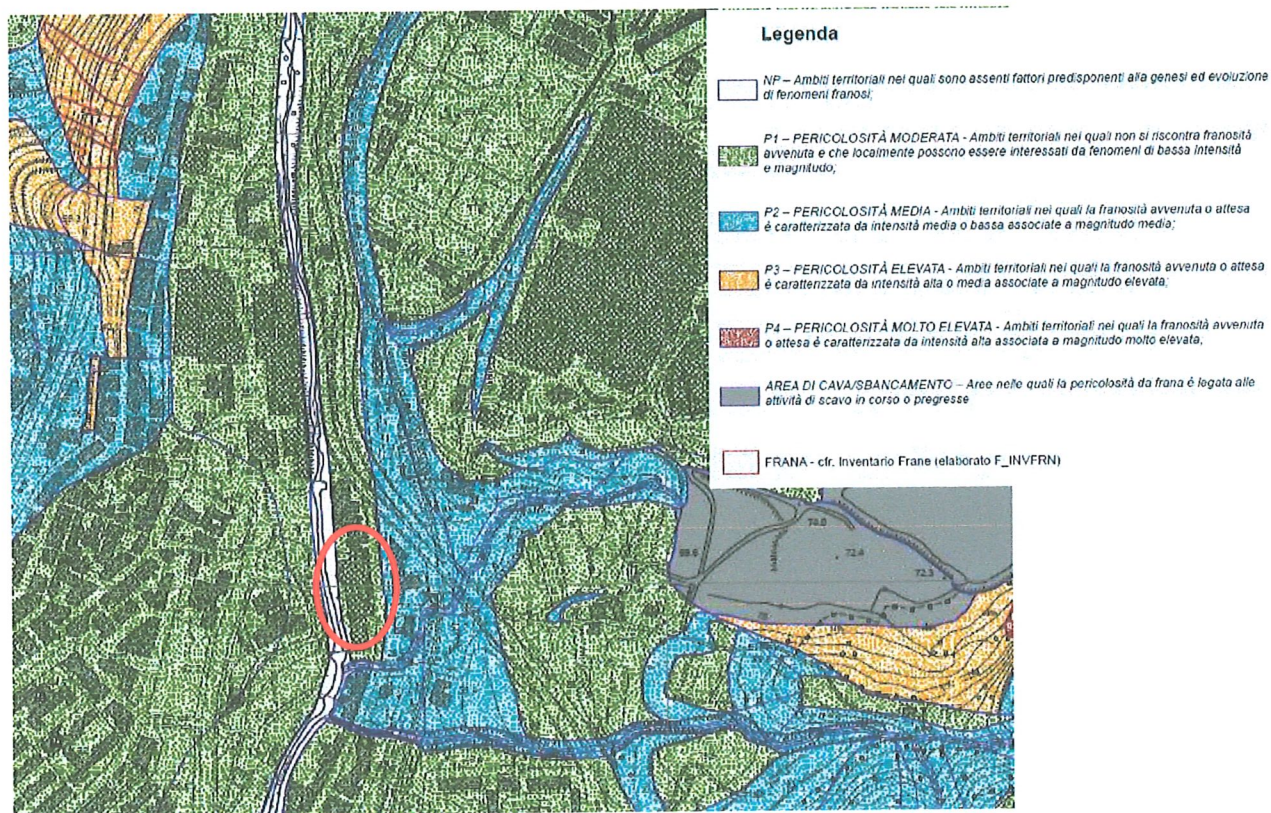 Legenda
NP – Ambiti territoriali nei quali sono assenti fattori predisponenti alla genesi ed evoluzione
di fenomeni franosi;
P1 – PERICOLOSITÀ MODERATA - Ambiti territoriali nei quali non si riscontra franosità
avvenuta e che localmente possono essere interessati da fenomeni di bassa intensità
e magnitudo;
P2 – PERICOLOSITÀ MEDIA - Ambiti territoriali nei quali la franosità avvenuta o attesa
è caratterizzata da intensità media o bassa associate a magnitudo media;
P3 – PERICOLOSITÀ ELEVATA - Ambiti territoriali nei quali la franosità avvenuta o attesa
è caratterizzata da intensità alta o media associate a magnitudo elevata;
P4 – PERICOLOSITÀ MOLTO ELEVATA - Ambiti territoriali nei quali la franosità avvenuta
o attesa è caratterizzata da intensità alta associata a magnitudo molto elevata,
AREA DI CAVA/SBANCAMENTO – Aree nelle quali la pericolosità da frana è legata alle
attività di scavo in corso o pregresse
FRANA - cfr. Inventario Frane (elaborato F_INVFRN)
72.4
72.3